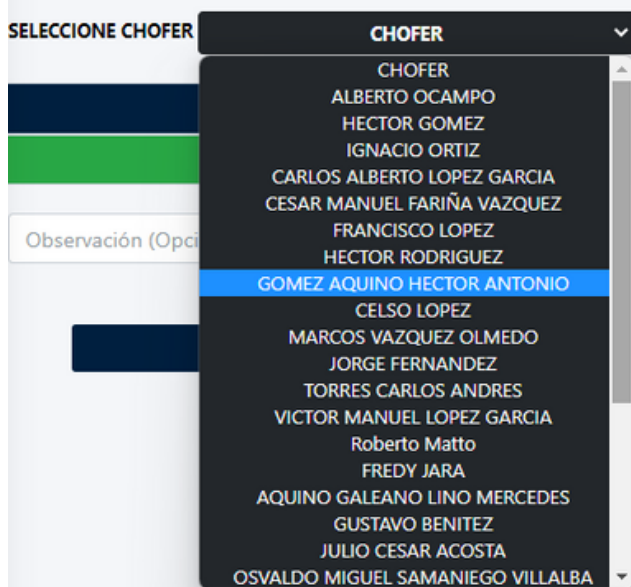 SELECCIONE CHOFER
CHOFER
CHOFER
ALBERTO OCAMPO
HECTOR GOMEZ
IGNACIO ORTIZ
CARLOS ALBERTO LOPEZ GARCIA
CESAR MANUEL FARIÑA VAZQUEZ
FRANCISCO LOPEZ
HECTOR RODRIGUEZ
Observación (Opci
GOMEZ AQUINO HECTOR ANTONIO
CELSO LOPEZ
MARCOS VAZQUEZ OLMEDO
JORGE FERNANDEZ
TORRES CARLOS ANDRES
VICTOR MANUEL LOPEZ GARCIA
Roberto Matto
FREDY JARA
AQUINO GALEANO LINO MERCEDES
GUSTAVO BENITEZ
JULIO CESAR ACOSTA
OSVALDO MIGUEL SAMANIEGO VILLALBA